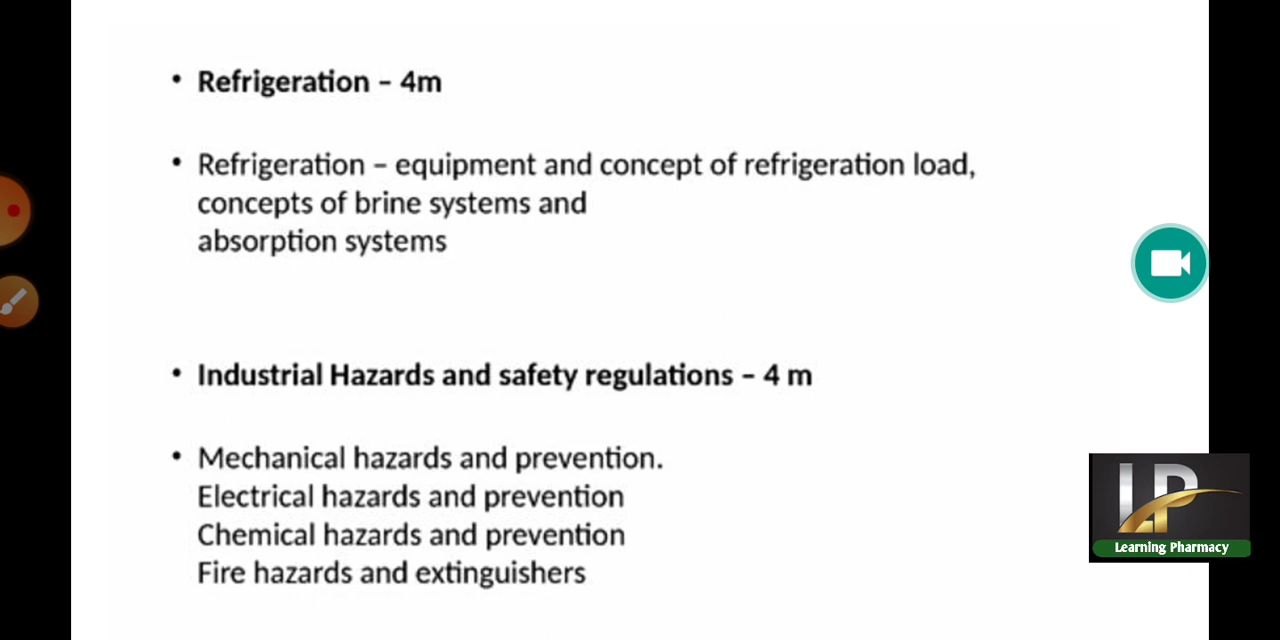 • Refrigeration – 4m
• Refrigeration – equipment and concept of refrigeration load,
concepts of brine systems and
absorption systems
• Industrial Hazards and safety regulations – 4 m
• Mechanical hazards and prevention.
Electrical hazards and prevention
Chemical hazards and prevention
Fire hazards and extinguishers
LP
Learning Pharmacy